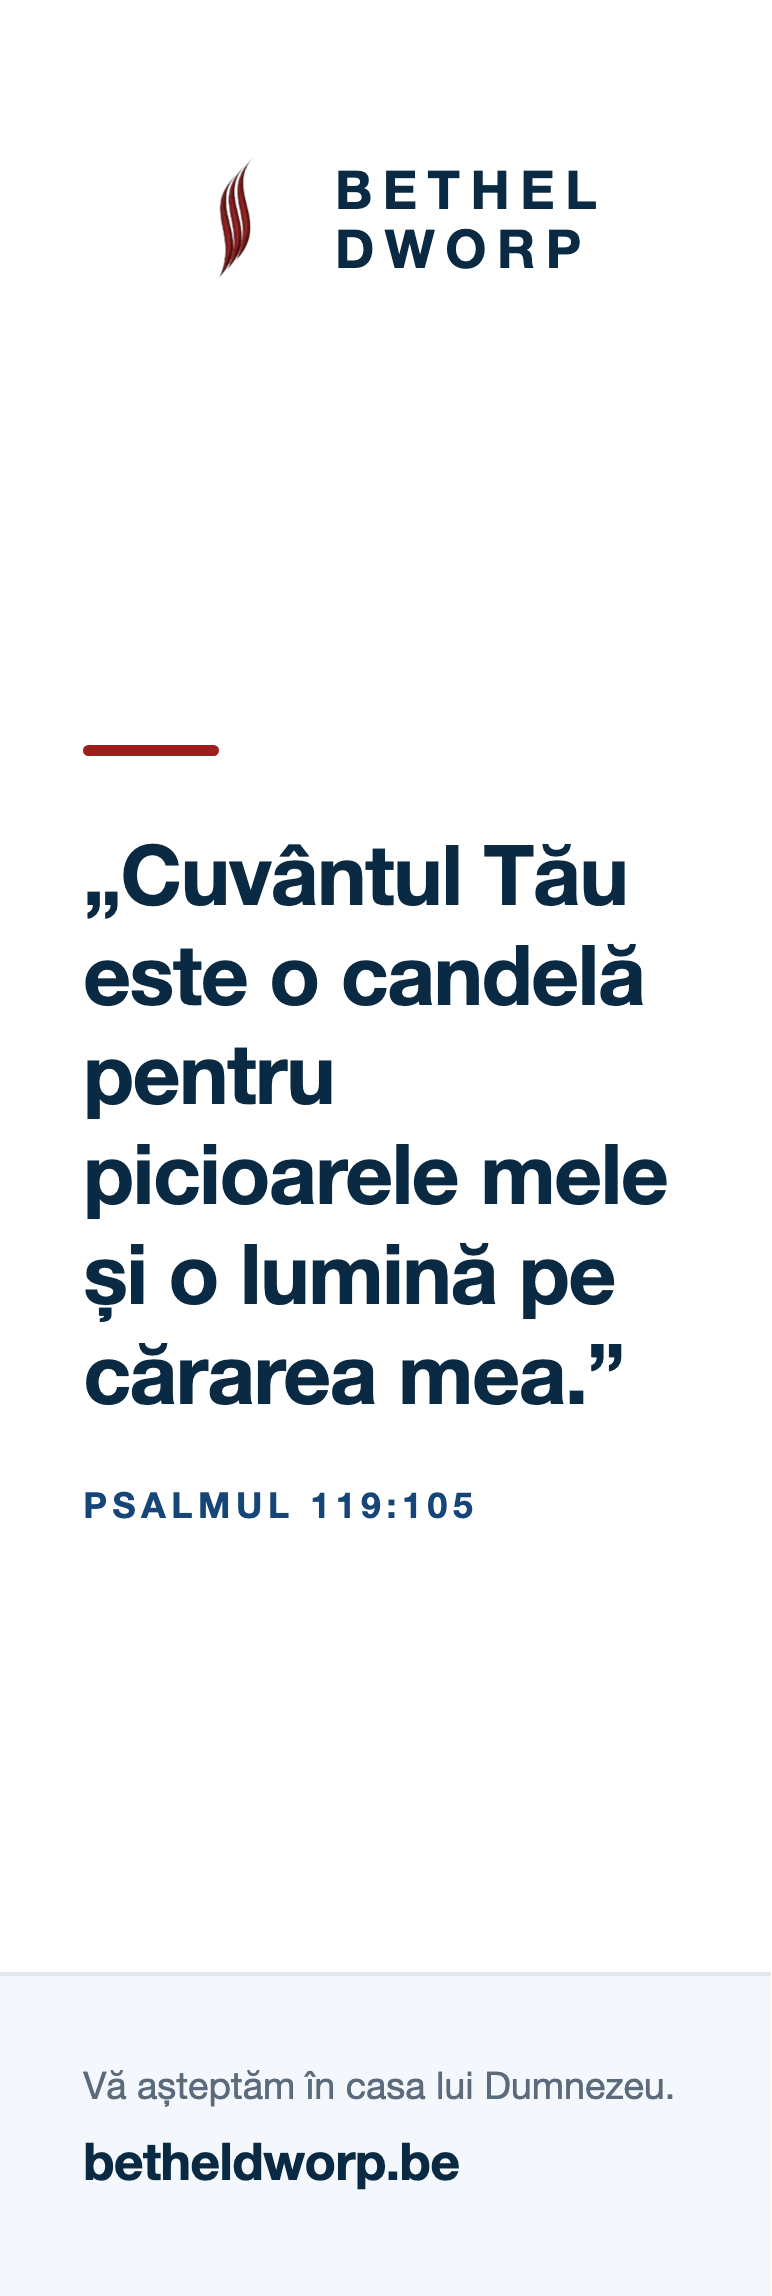 BETHEL
DWORP
„Cuvântul Tău
este o candelă
pentru
picioarele mele
și o lumină pe
cărarea mea.”
PSALMUL 119:105
Vă așteptăm în casa lui Dumnezeu.
betheldworp.be